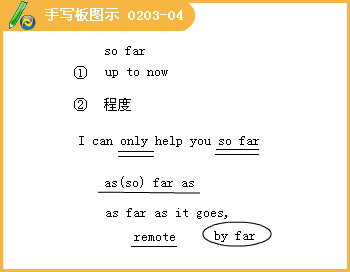 手写板图示 0203-04
so far
① up to now
② 程度
I can only help you so far
as(so) far as
as far as it goes,
remote by far